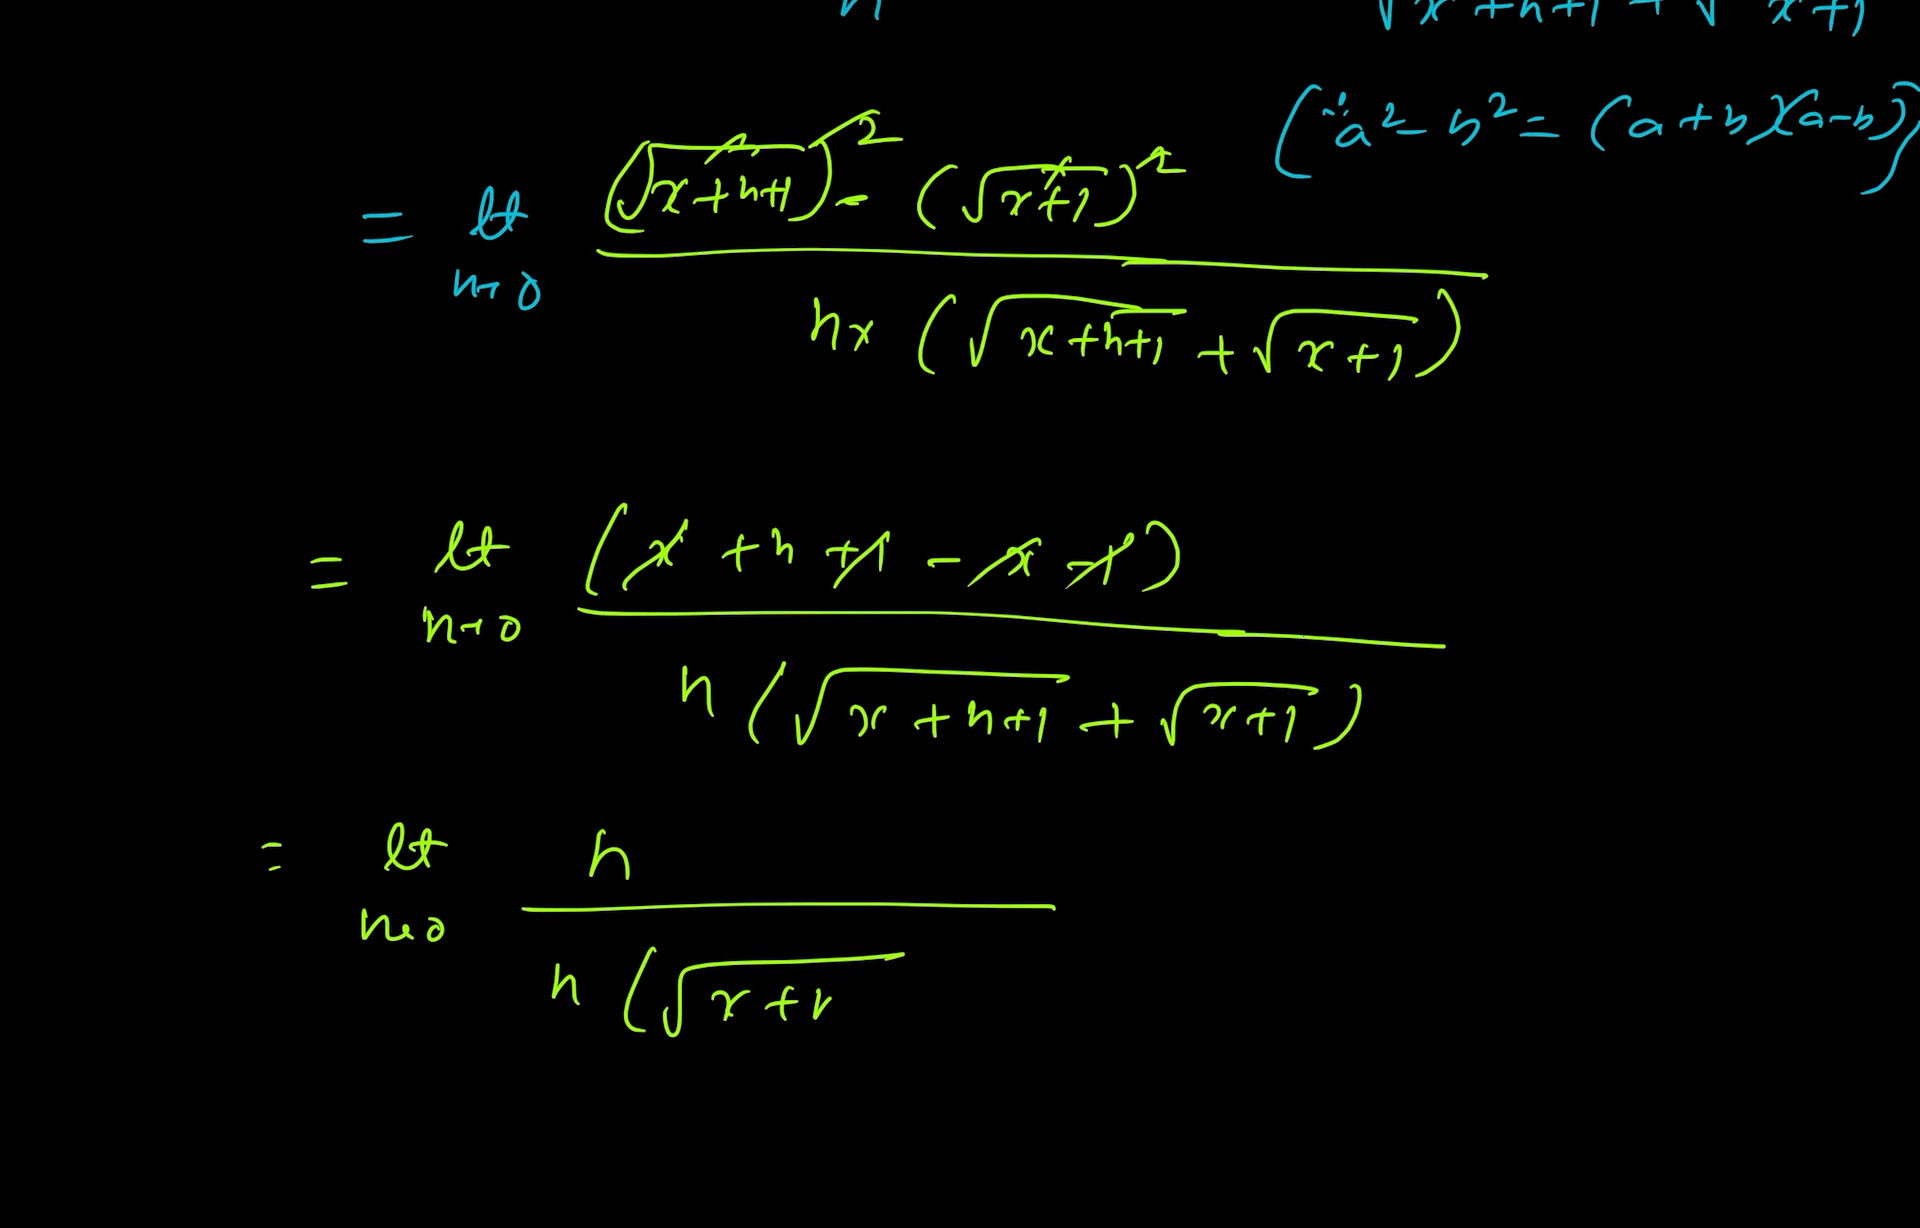 h √x+h+1 + √x+1
(∵ a² - b² = (a+b)(a-b))
= lt h→0 (√x+h+1)² - (√x+1)²
h× (√x+h+1 + √x+1)
= lt h→0 (x + h + 1 - x - 1)
h (√x+h+1 + √x+1)
= lt h→0 h
h (√x+h